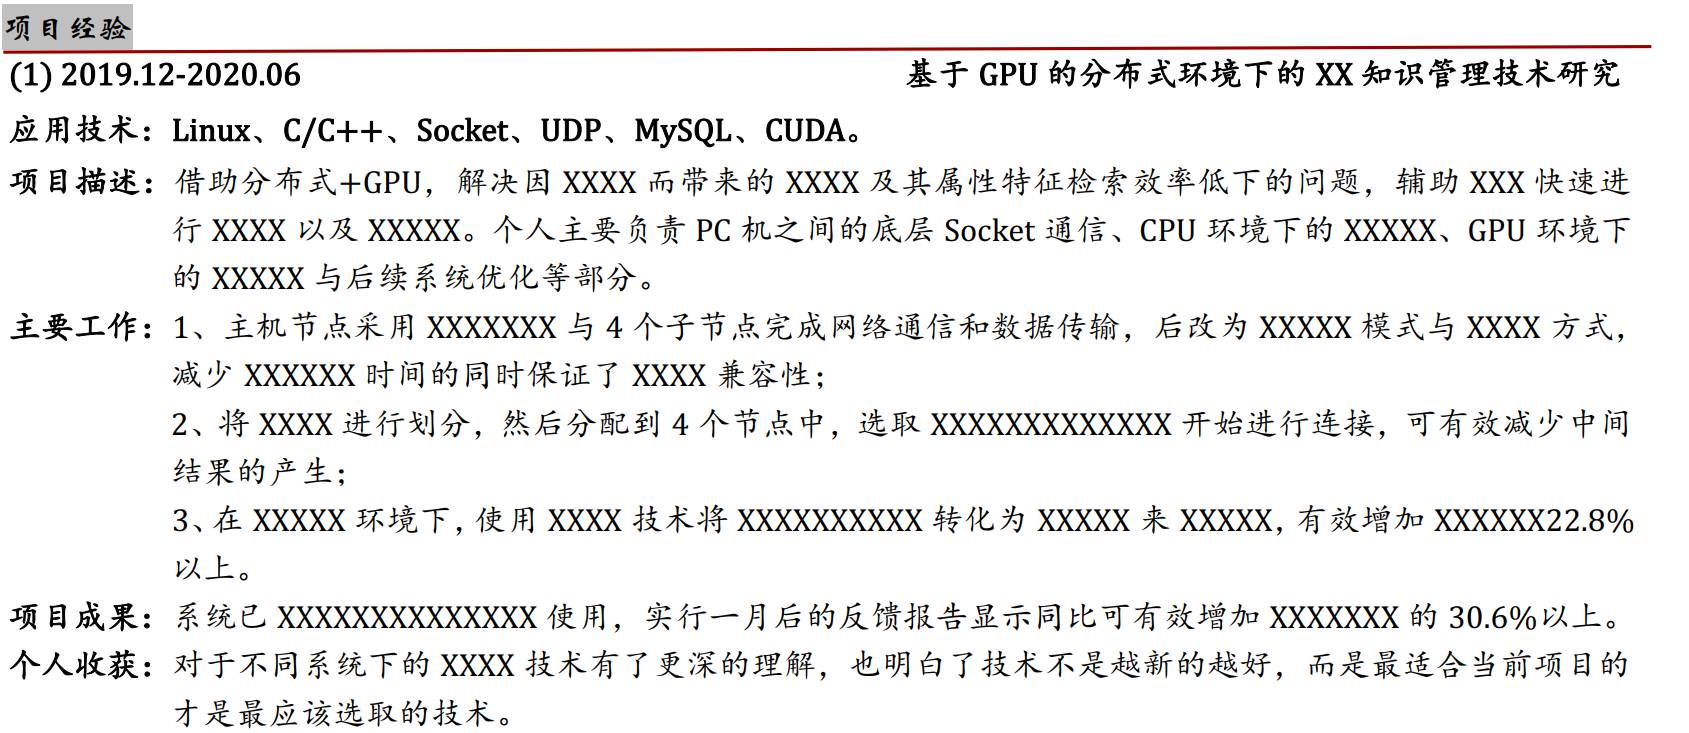 项目经验
(1) 2019.12-2020.06 基于 GPU 的分布式环境下的 XX 知识管理技术研究
应用技术：Linux、C/C++、Socket、UDP、MySQL、CUDA。
项目描述：借助分布式+GPU，解决因 XXXX 而带来的 XXXX 及其属性特征检索效率低下的问题，辅助 XXX 快速进
行 XXXX 以及 XXXXX。个人主要负责 PC 机之间的底层 Socket 通信、CPU 环境下的 XXXXX、GPU 环境下
的 XXXXX 与后续系统优化等部分。
主要工作：1、主机节点采用 XXXXXXX 与 4 个子节点完成网络通信和数据传输，后改为 XXXXX 模式与 XXXX 方式，
减少 XXXXXX 时间的同时保证了 XXXX 兼容性；
2、将 XXXX 进行划分，然后分配到 4 个节点中，选取 XXXXXXXXXXXXX 开始进行连接，可有效减少中间
结果的产生；
3、在 XXXXX 环境下，使用 XXXX 技术将 XXXXXXXXXX 转化为 XXXXX 来 XXXXX，有效增加 XXXXXX22.8%
以上。
项目成果：系统已 XXXXXXXXXXXXXX 使用，实行一月后的反馈报告显示同比可有效增加 XXXXXXX 的 30.6%以上。
个人收获：对于不同系统下的 XXXX 技术有了更深的理解，也明白了技术不是越新的越好，而是最适合当前项目的
才是最应该选取的技术。